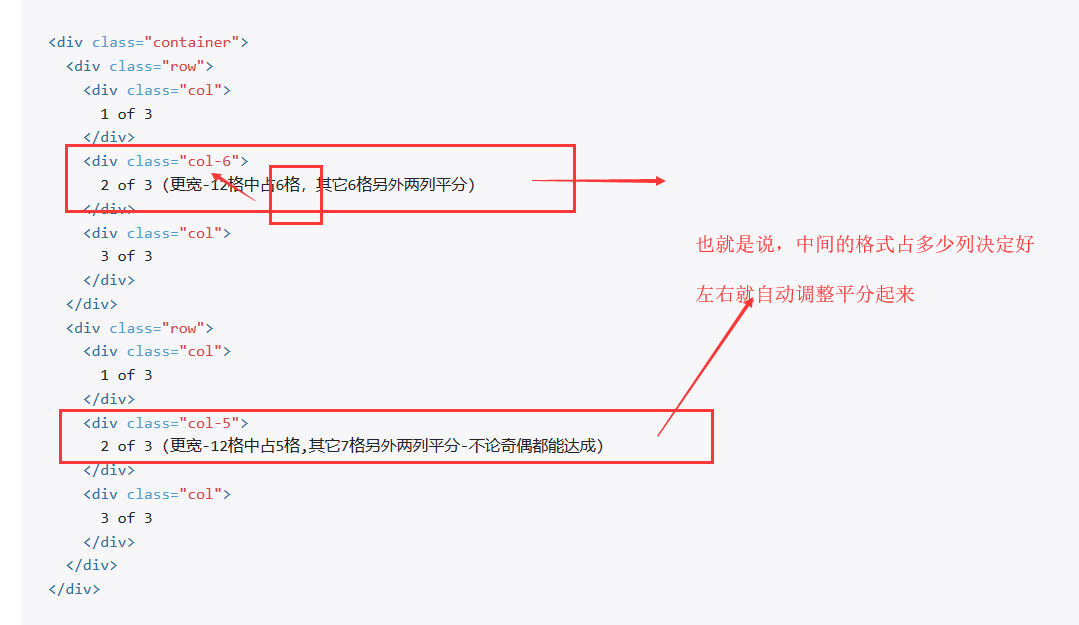 <div class="container">
<div class="row">
<div class="col">
1 of 3
</div>
<div class="col-6">
2 of 3（更宽-12格中占6格，其它6格另外两列平分）
</div>
<div class="col">
3 of 3
</div>
</div>
<div class="row">
<div class="col">
1 of 3
</div>
<div class="col-5">
2 of 3（更宽-12格中占5格,其它7格另外两列平分-不论奇偶都能达成）
</div>
<div class="col">
3 of 3
</div>
</div>
</div>
也就是说，中间的格式占多少列决定好
左右就自动调整平分起来